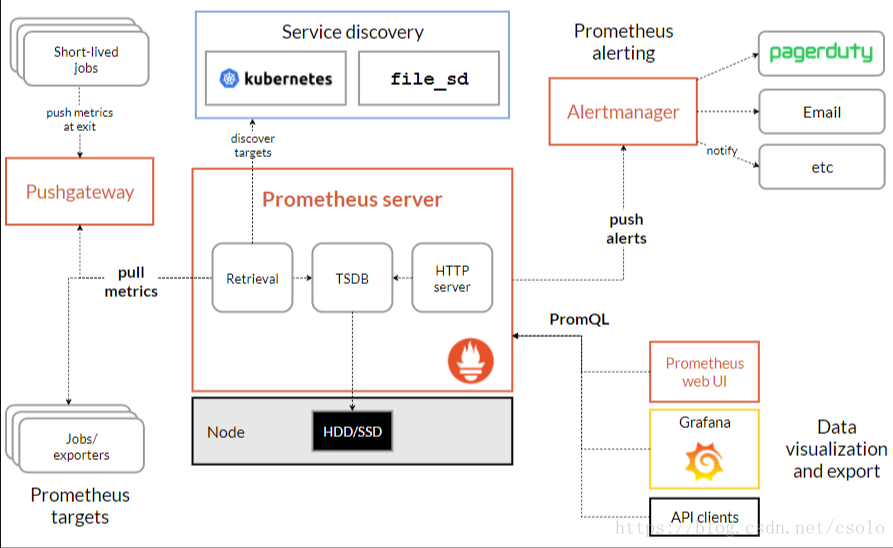 Short-lived
jobs
push metrics
at exit
Pushgateway
Service discovery
kubernetes
file_sd
discover
targets
Prometheus
alerting
Alertmanager
pagerduty
Email
notify
etc
Prometheus server
push
alerts
pull
metrics
Retrieval
TSDB
HTTP
server
PromQL
Node
HDD/SSD
Jobs/
exporters
Prometheus
targets
Prometheus
web UI
Grafana
API clients
Data
visualization
and export
https://blog.csdn.net/csolo